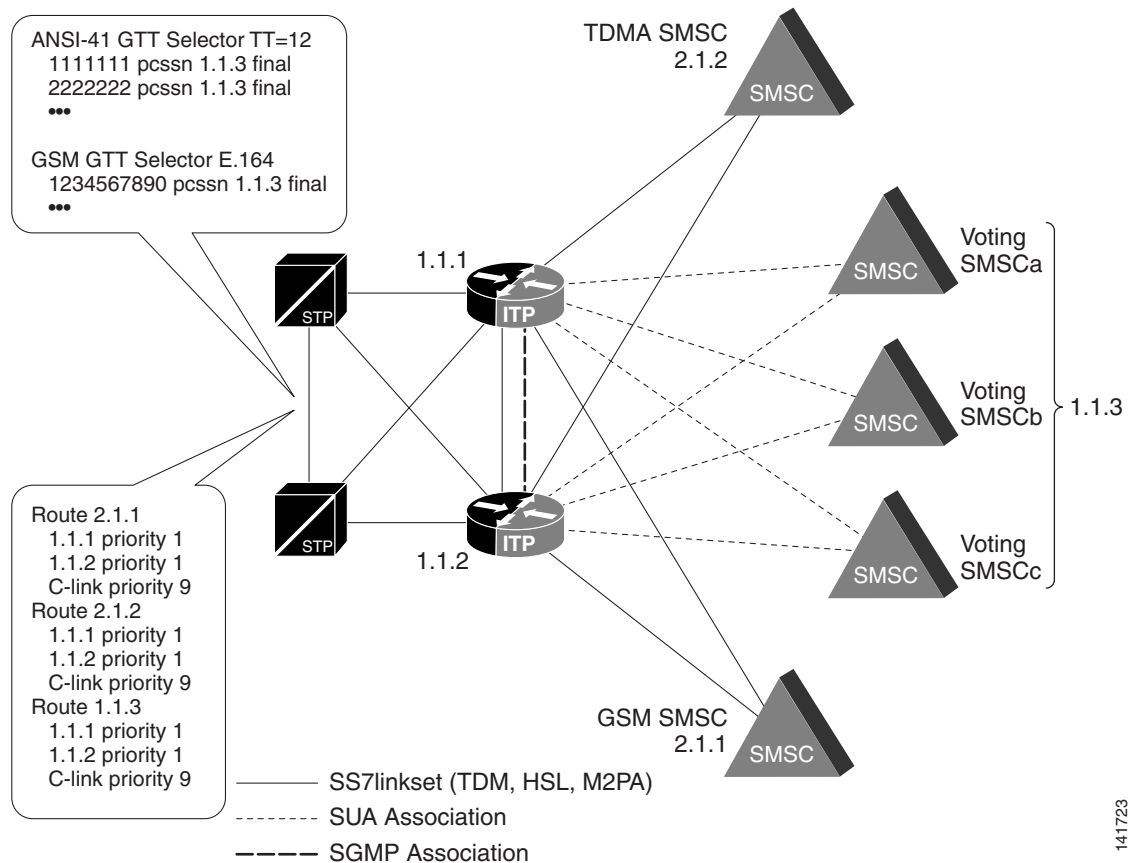 ANSI-41 GTT Selector TT=12
1111111 pcssn 1.1.3 final
2222222 pcssn 1.1.3 final
•••
GSM GTT Selector E.164
1234567890 pcssn 1.1.3 final
•••
TDMA SMSC
2.1.2
SMSC
STP
1.1.1
ITP
SMSC
Voting
SMSCa
SMSC
Voting
SMSCb
1.1.3
STP
1.1.2
ITP
SMSC
Voting
SMSCc
Route 2.1.1
1.1.1 priority 1
1.1.2 priority 1
C-link priority 9
Route 2.1.2
1.1.1 priority 1
1.1.2 priority 1
C-link priority 9
Route 1.1.3
1.1.1 priority 1
1.1.2 priority 1
C-link priority 9
GSM SMSC
2.1.1
SMSC
SS7linkset (TDM, HSL, M2PA)
SUA Association
SGMP Association
141723